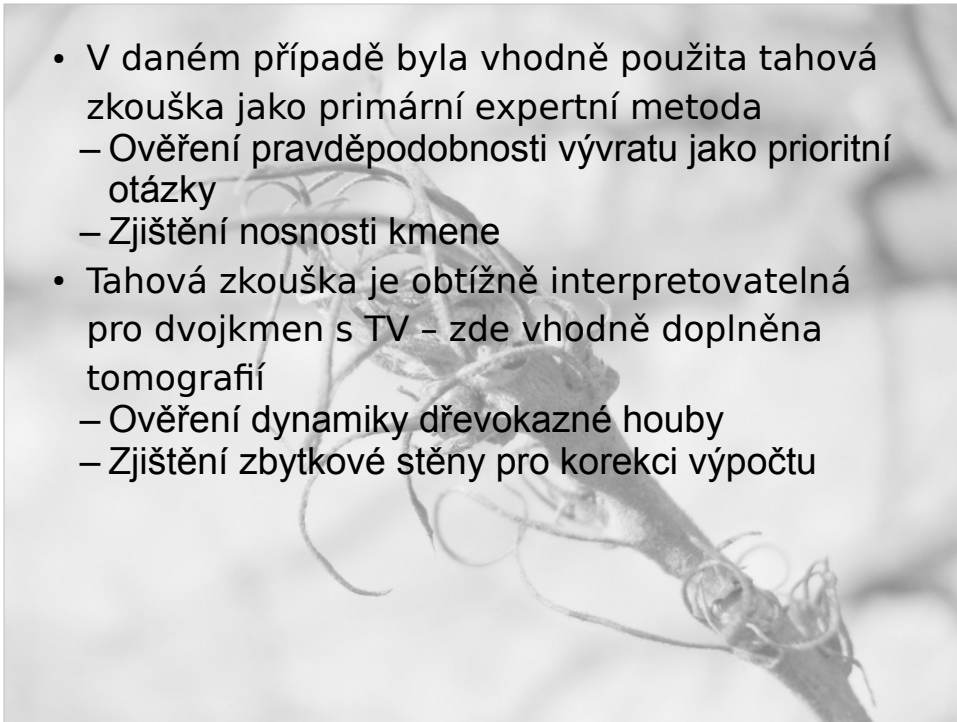 • V daném případě byla vhodně použita tahová
zkouška jako primární expertní metoda
– Ověření pravděpodobnosti vývratu jako prioritní
otázky
– Zjištění nosnosti kmene
• Tahová zkouška je obtížně interpretovatelná
pro dvojkmen s TV – zde vhodně doplněna
tomografií
– Ověření dynamiky dřevokazné houby
– Zjištění zbytkové stěny pro korekci výpočtu